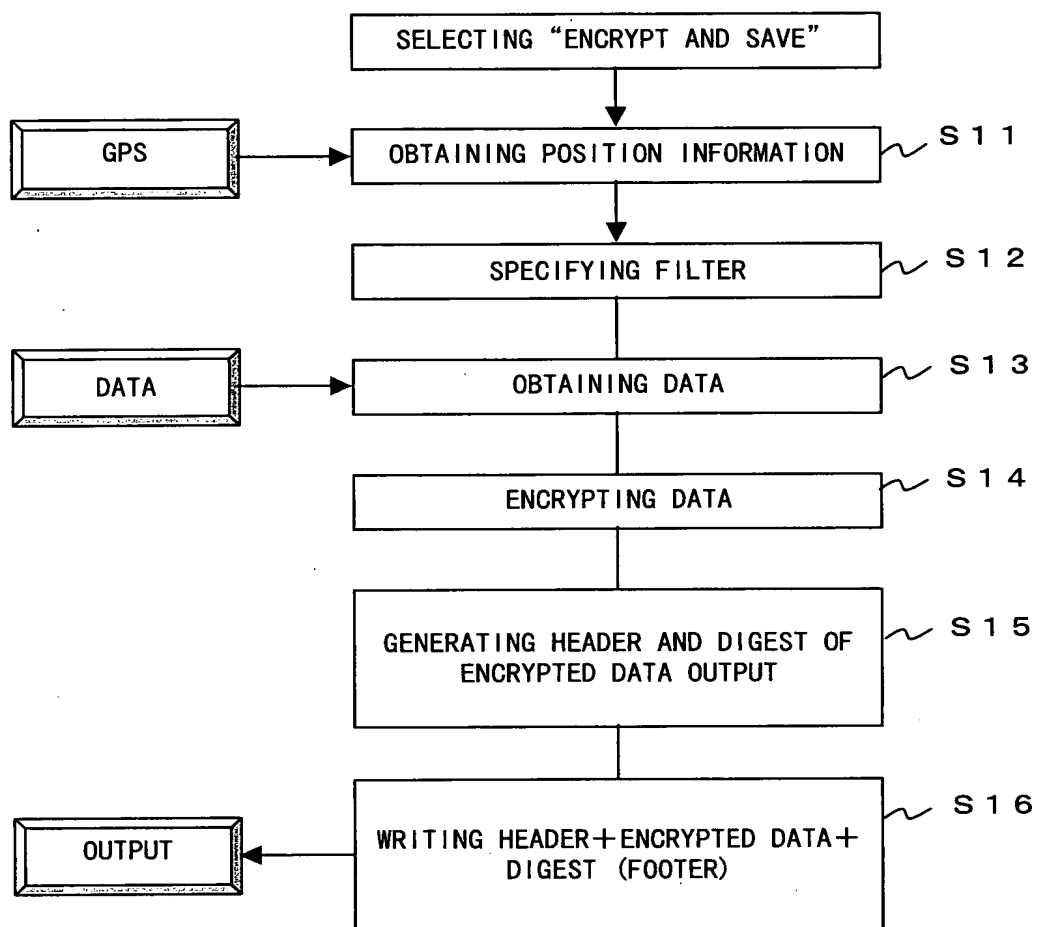 SELECTING “ENCRYPT AND SAVE”
GPS
OBTAINING POSITION INFORMATION
S11
SPECIFYING FILTER
S12
DATA
OBTAINING DATA
S13
ENCRYPTING DATA
S14
GENERATING HEADER AND DIGEST OF
ENCRYPTED DATA OUTPUT
S15
OUTPUT
WRITING HEADER+ENCRYPTED DATA+
DIGEST (FOOTER)
S16